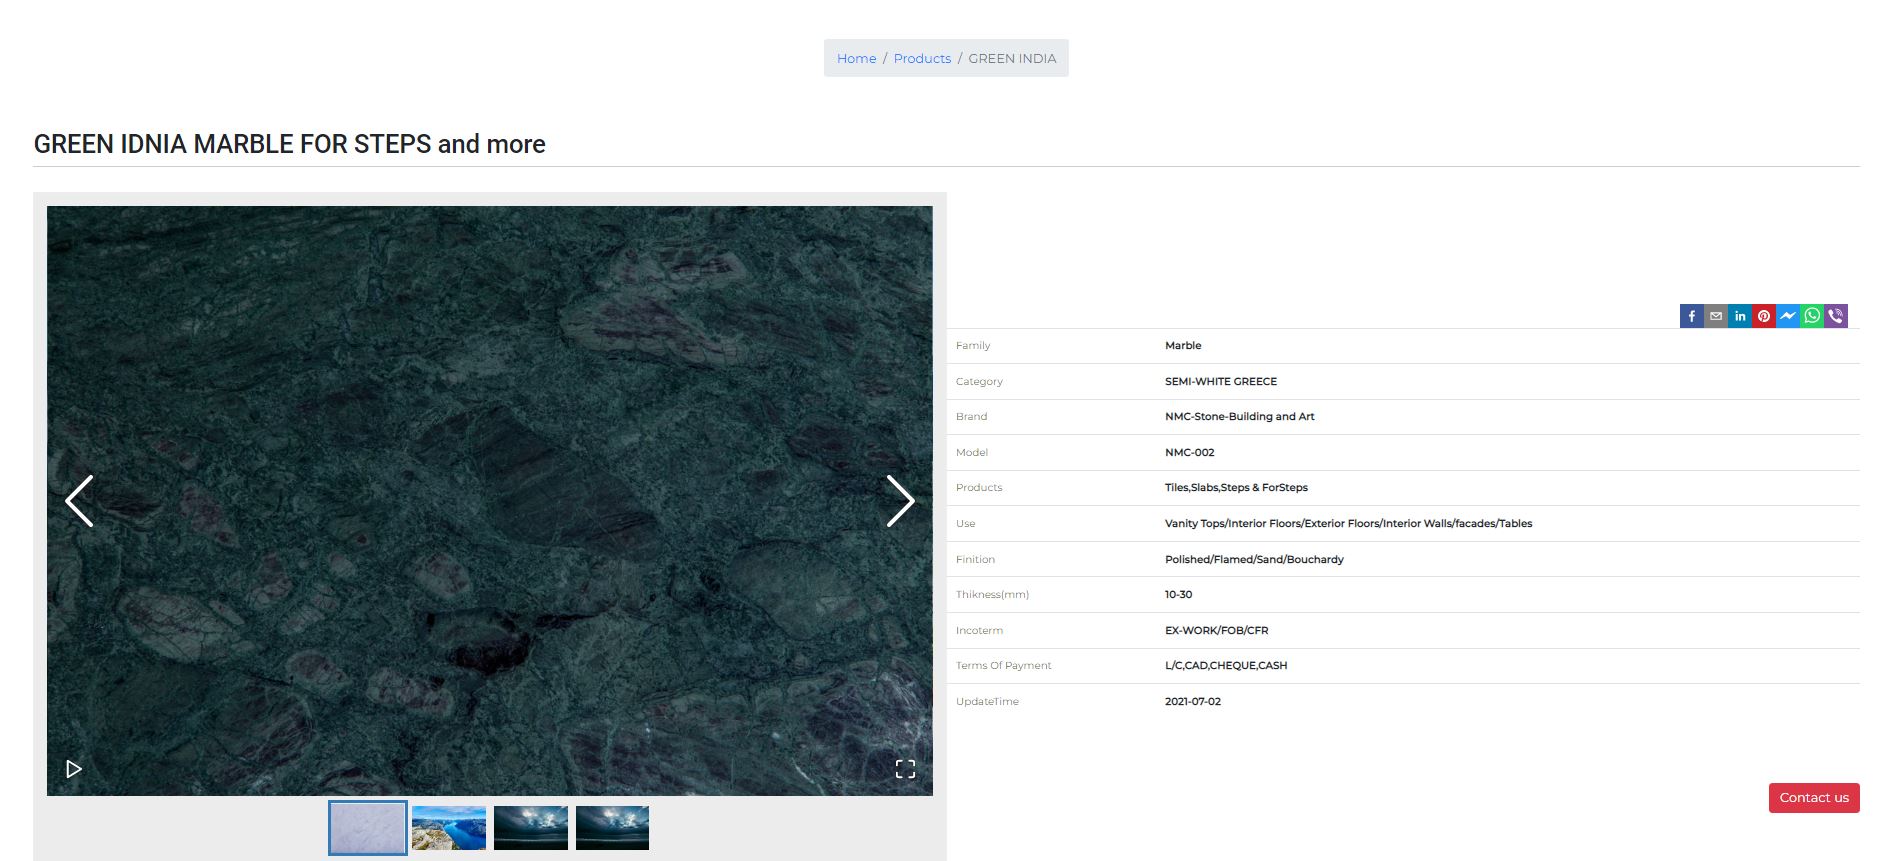 Home / Products / GREEN INDIA
GREEN IDNIA MARBLE FOR STEPS and more
Family Marble
Category SEMI-WHITE GREECE
Brand NMC-Stone-Building and Art
Model NMC-002
Products Tiles,Slabs,Steps & ForSteps
Use Vanity Tops/Interior Floors/Exterior Floors/Interior Walls/facades/Tables
Finition Polished/Flamed/Sand/Bouchardy
Thikness(mm) 10-30
Incoterm EX-WORK/FOB/CFR
Terms Of Payment L/C,CAD,CHEQUE,CASH
UpdateTime 2021-07-02
Contact us